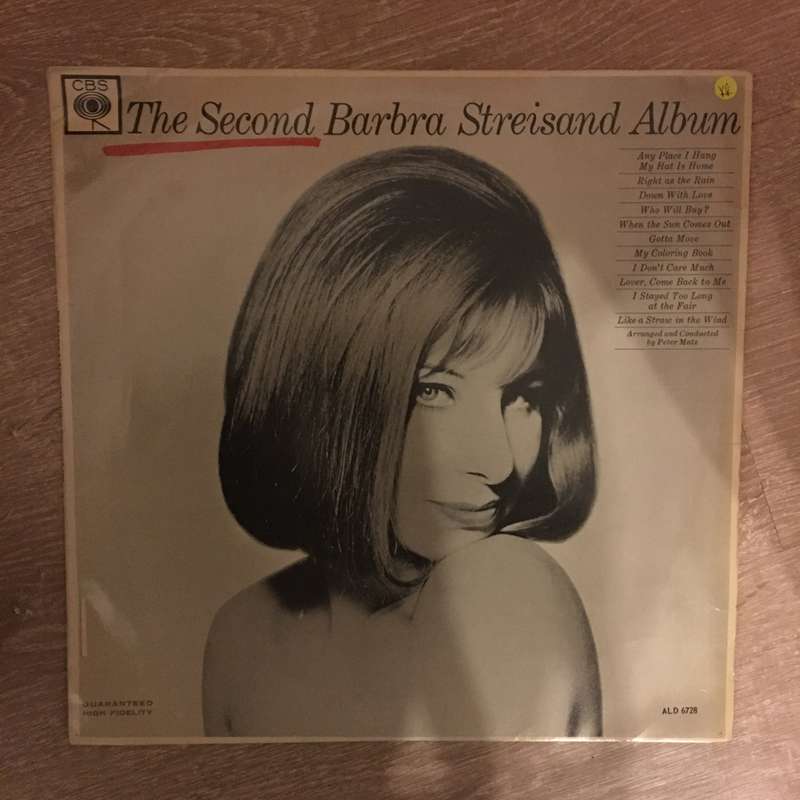 CBS
The Second Barbra Streisand Album
Any Place I Hang
My Hat Is Home
Right as the Rain
Down With Love
Who Will Buy?
When the Sun Comes Out
Gotta Move
My Coloring Book
I Don't Care Much
Lover, Come Back to Me
I Stayed Too Long
at the Fair
Like a Straw in the Wind
Arranged and Conducted
by Peter Matz
GUARANTEED
HIGH FIDELITY
ALD 6728